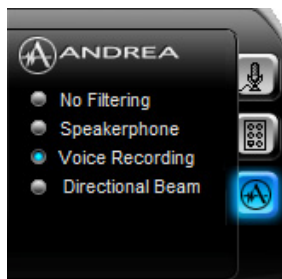 ANDREA
No Filtering
Speakerphone
Voice Recording
Directional Beam